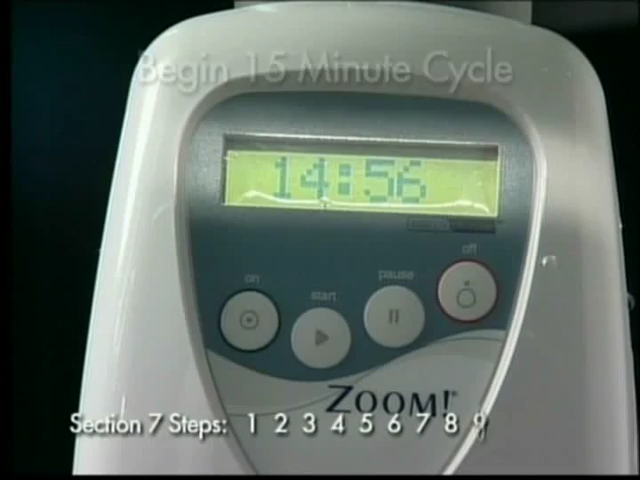 Begin 15 Minute Cycle
14:56
on start pause off
ZOOM!
Section 7 Steps: 1 2 3 4 5 6 7 8 9